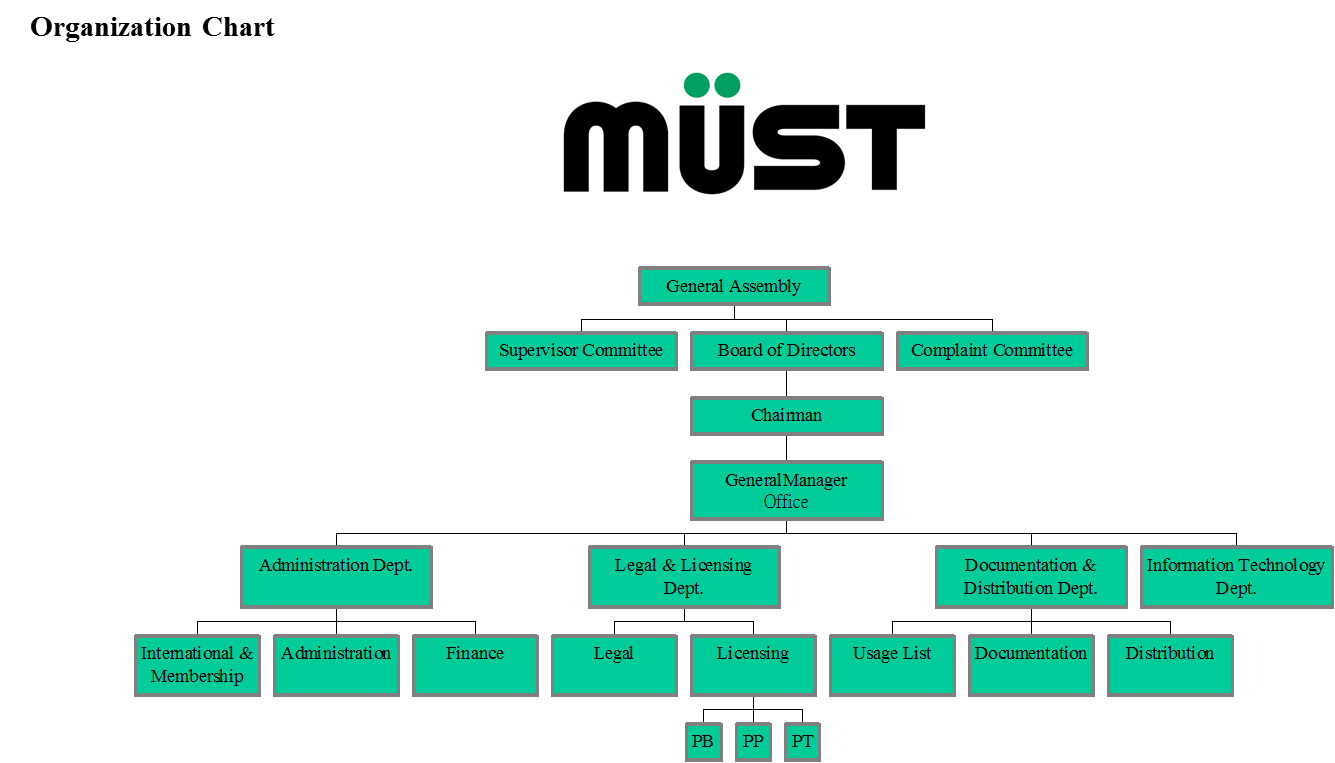 Organization Chart
MÜST
General Assembly
Supervisor Committee
Board of Directors
Complaint Committee
Chairman
General Manager
Office
Administration Dept.
Legal & Licensing
Dept.
Documentation &
Distribution Dept.
Information Technology
Dept.
International &
Membership
Administration
Finance
Legal
Licensing
Usage List
Documentation
Distribution
PB
PP
PT